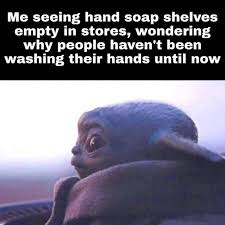 Me seeing hand soap shelves
empty in stores, wondering
why people haven't been
washing their hands until now